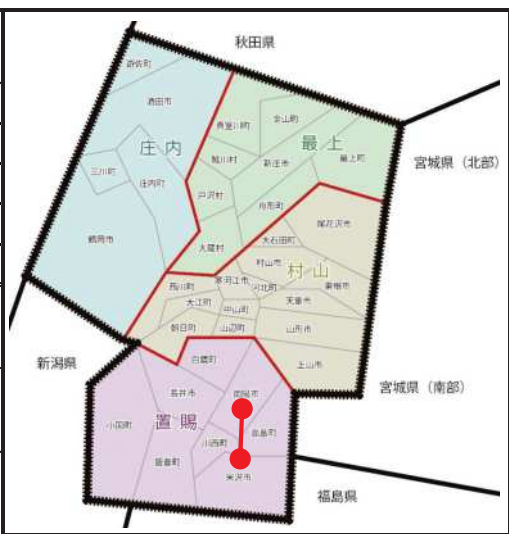 秋田県
遊佐町
酒田市
庄内
三川町
庄内町
鶴岡市
真室川町
金山町
最上
鮭川村
新庄市
最上町
戸沢村
舟形町
大蔵村
宮城県（北部）
尾花沢市
大石田町
村山市
村山
西川町
寒河江市
河北町
東根市
大江町
中山町
天童市
朝日町
山辺町
山形市
上山市
新潟県
白鷹町
宮城県（南部）
長井市
南陽市
小国町
置賜
高畠町
川西町
飯豊町
米沢市
福島県